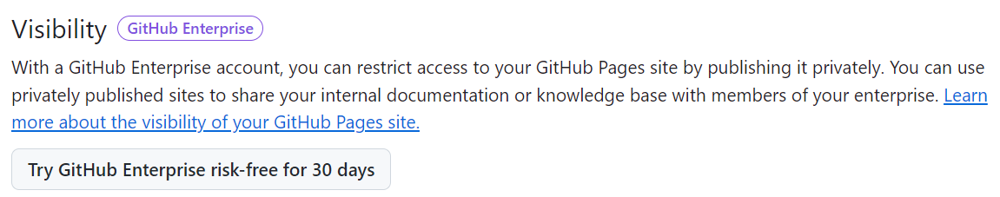 Visibility GitHub Enterprise
With a GitHub Enterprise account, you can restrict access to your GitHub Pages site by publishing it privately. You can use
privately published sites to share your internal documentation or knowledge base with members of your enterprise. Learn
more about the visibility of your GitHub Pages site.
Try GitHub Enterprise risk-free for 30 days